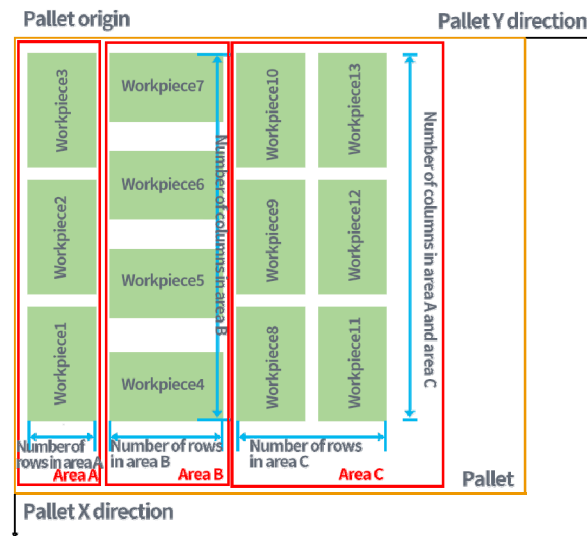 Pallet origin
Pallet Y direction
Workpiece3
Workpiece2
Workpiece1
Workpiece7
Workpiece6
Workpiece5
Workpiece4
Number of columns in area B
Workpiece10
Workpiece9
Workpiece8
Workpiece13
Workpiece12
Workpiece11
Number of columns
in area A and area C
Number of
rows in area A
Area A
Number of rows
in area B
Area B
Number of rows
in area C
Area C
Pallet
Pallet X direction